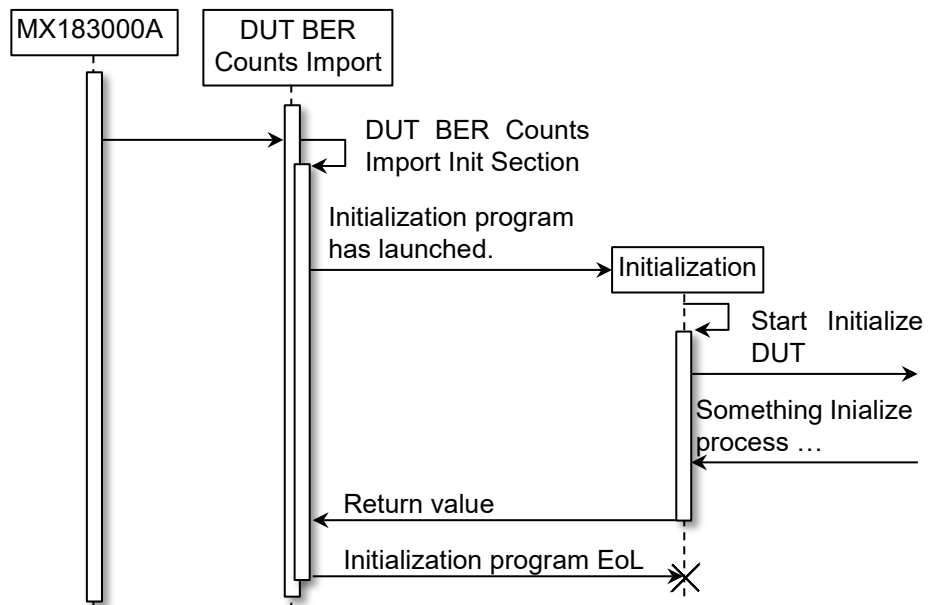 MX183000A
DUT BER
Counts Import
DUT BER Counts
Import Init Section
Initialization program
has launched.
Initialization
Start Initialize
DUT
Something Inialize
process …
Return value
Initialization program EoL